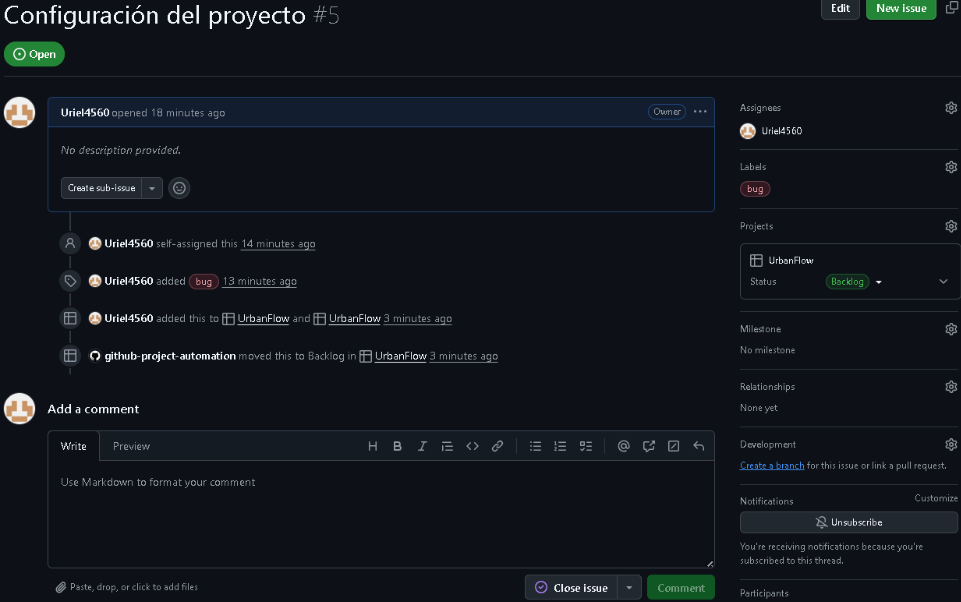 Configuración del proyecto #5
Edit
New issue
Open
Uriel4560 opened 18 minutes ago
Owner
No description provided.
Create sub-issue
Uriel4560 self-assigned this 14 minutes ago
Uriel4560 added bug 13 minutes ago
Uriel4560 added this to UrbanFlow and UrbanFlow 3 minutes ago
github-project-automation moved this to Backlog in UrbanFlow 3 minutes ago
Add a comment
Write
Preview
Use Markdown to format your comment
Paste, drop, or click to add files
Close issue
Comment
Assignees
Uriel4560
Labels
bug
Projects
UrbanFlow
Status Backlog
Milestone
No milestone
Relationships
None yet
Development
Create a branch for this issue or link a pull request.
Notifications
Customize
Unsubscribe
You're receiving notifications because you're
subscribed to this thread.
Participants